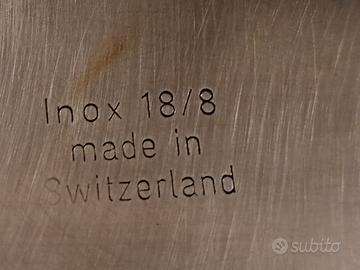 Inox 18/8
made in
Switzerland
subito